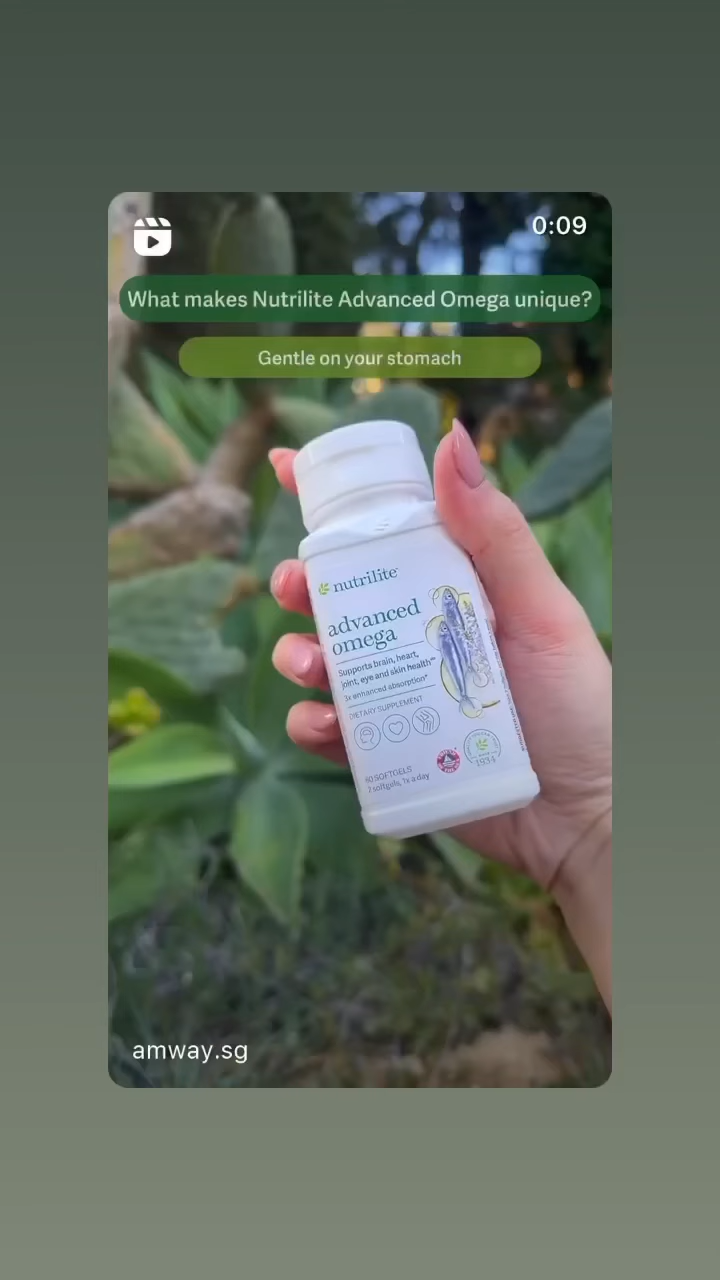 0:09
What makes Nutrilite Advanced Omega unique?
Gentle on your stomach
nutrilite
advanced
omega
Supports brain, heart,
joint, eye and skin health**
3x enhanced absorption*
DIETARY SUPPLEMENT
60 SOFTGELS
2 softgels, 1x a day
1934
amway.sg